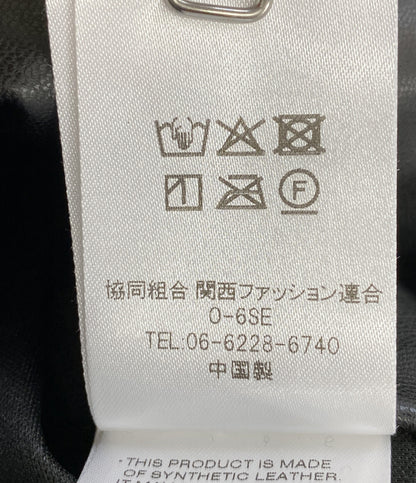 F
協同組合 関西ファッション連合
O-6SE
TEL:06-6228-6740
中国製
・THIS PRODUCT IS MADE
OF SYNTHETIC LEATHER.